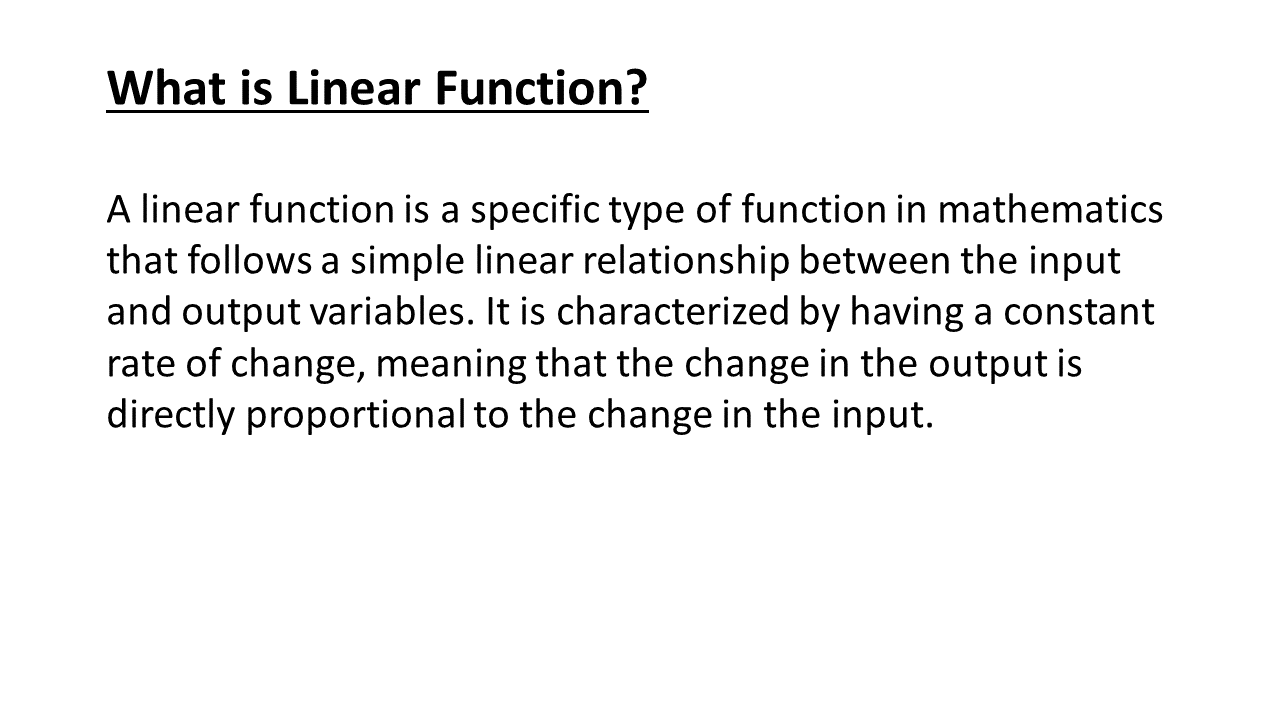 What is Linear Function?
A linear function is a specific type of function in mathematics
that follows a simple linear relationship between the input
and output variables. It is characterized by having a constant
rate of change, meaning that the change in the output is
directly proportional to the change in the input.